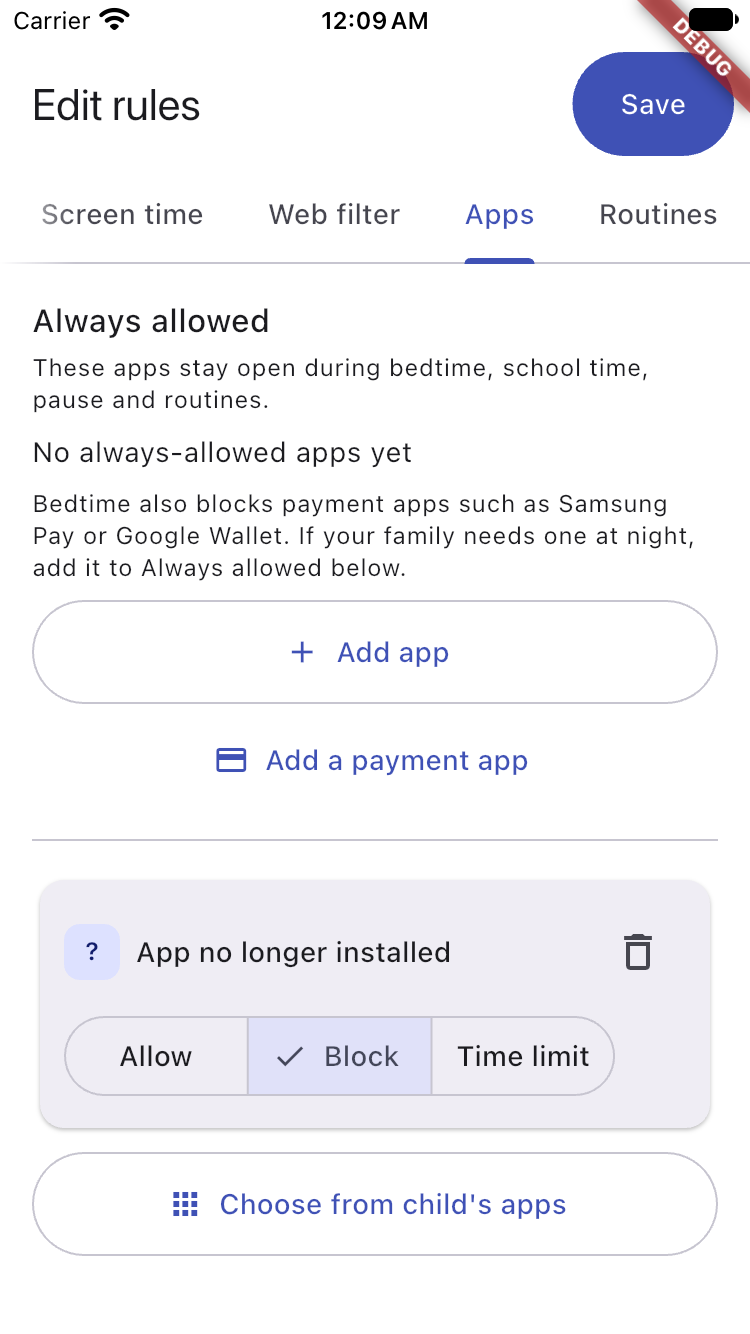 Carrier 12:09 AM
DEBUG
Edit rules
Save
Screen time Web filter Apps Routines
Always allowed
These apps stay open during bedtime, school time,
pause and routines.
No always-allowed apps yet
Bedtime also blocks payment apps such as Samsung
Pay or Google Wallet. If your family needs one at night,
add it to Always allowed below.
+ Add app
Add a payment app
? App no longer installed
Allow Block Time limit
Choose from child's apps